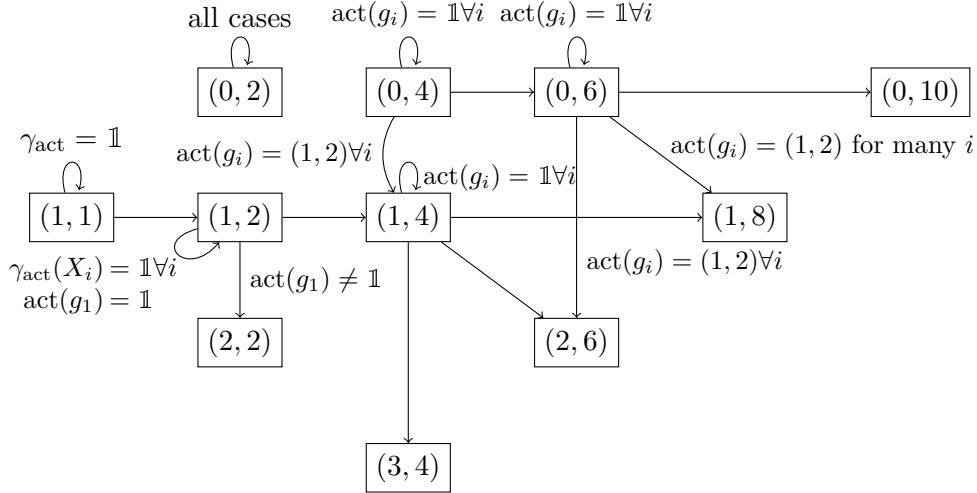 all cases
act(g_i) = 𝟙∀i
act(g_i) = 𝟙∀i
(0, 2)
(0, 4)
(0, 6)
(0, 10)
γ_act = 𝟙
act(g_i) = (1, 2)∀i
act(g_i) = (1, 2) for many i
act(g_i) = 𝟙∀i
(1, 1)
(1, 2)
(1, 4)
(1, 8)
γ_act(X_i) = 𝟙∀i
act(g_1) = 𝟙
act(g_1) ≠ 𝟙
act(g_i) = (1, 2)∀i
(2, 2)
(2, 6)
(3, 4)